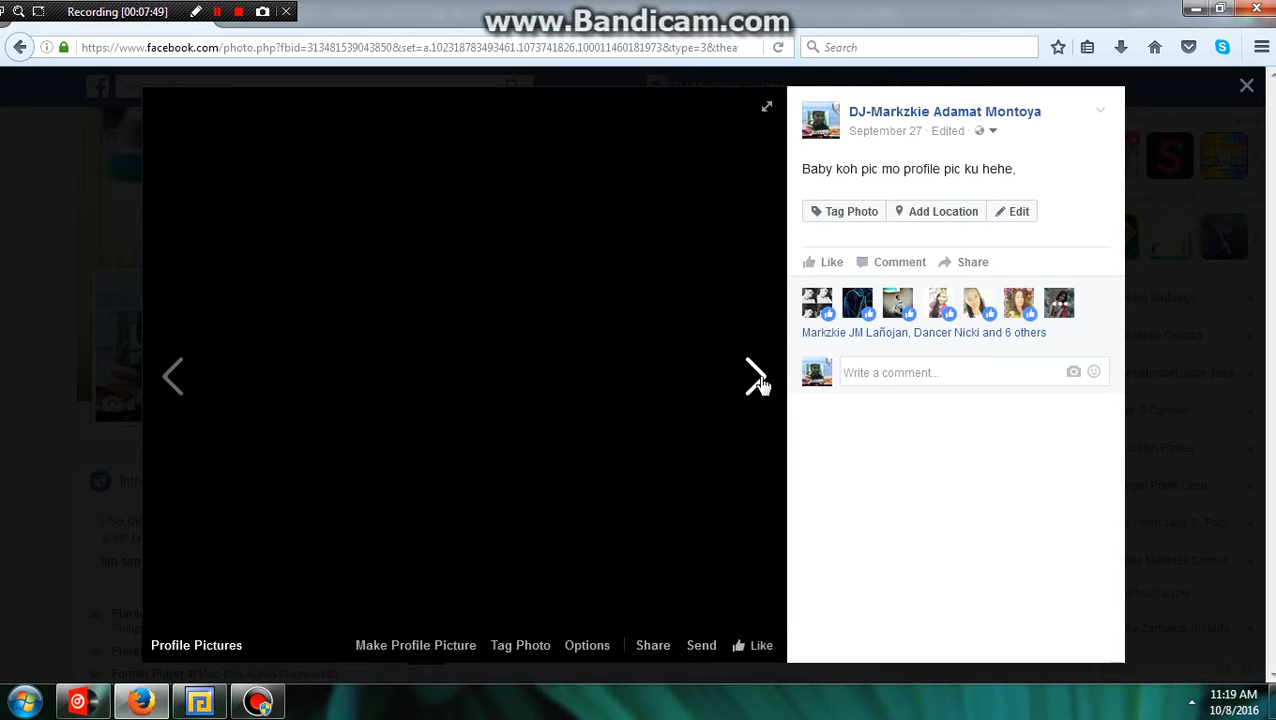 Recording [00:07:49]
www.Bandicam.com
https://www.facebook.com/photo.php?fbid=313481539043850&set=a.102318783493461.1073741826.100011460181973&type=3&thea
Search
DJ-Markzkie Adamat Montoya
September 27 · Edited ·
Baby koh pic mo profile pic ku hehe,
Tag Photo Add Location Edit
Like Comment Share
Markzkie JM Lañojan, Dancer Nicki and 6 others
Write a comment...
Profile Pictures Make Profile Picture Tag Photo Options Share Send Like
11:19 AM
10/8/2016